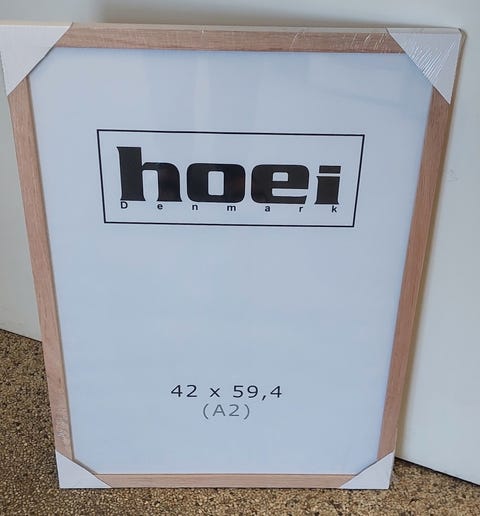 hoei
Denmark
42 x 59,4
(A2)